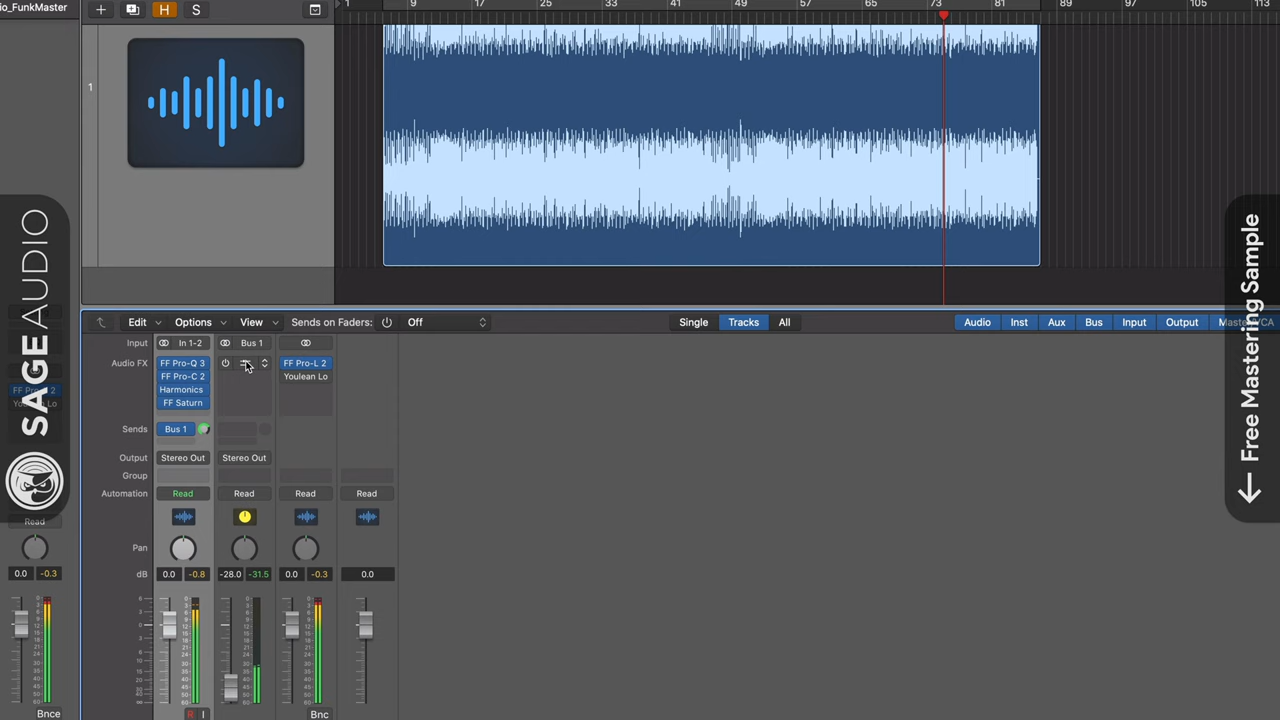 io_FunkMaster
H
S
1 9 17 25 33 41 49 57 65 73 81 89 97 105 113
1
SAGEAUDIO
Free Mastering Sample
Edit Options View Sends on Faders: Off Single Tracks All Audio Inst Aux Bus Input Output
Input In 1-2 Bus 1
Audio FX FF Pro-Q 3 FF Pro-L 2
FF Pro-C 2 Youlean Lo
Harmonics
FF Saturn
Sends Bus 1
Output Stereo Out Stereo Out
Group
Automation Read Read Read Read
Read
Pan
dB 0.0 -0.8 -28.0 -31.5 0.0 -0.3 0.0
0.0 -0.3
R I
Bnce
Bnc